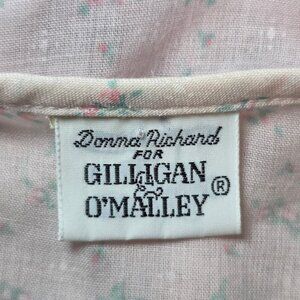 Donna Richard
FOR
GILLIGAN
&
O'MALLEY ®